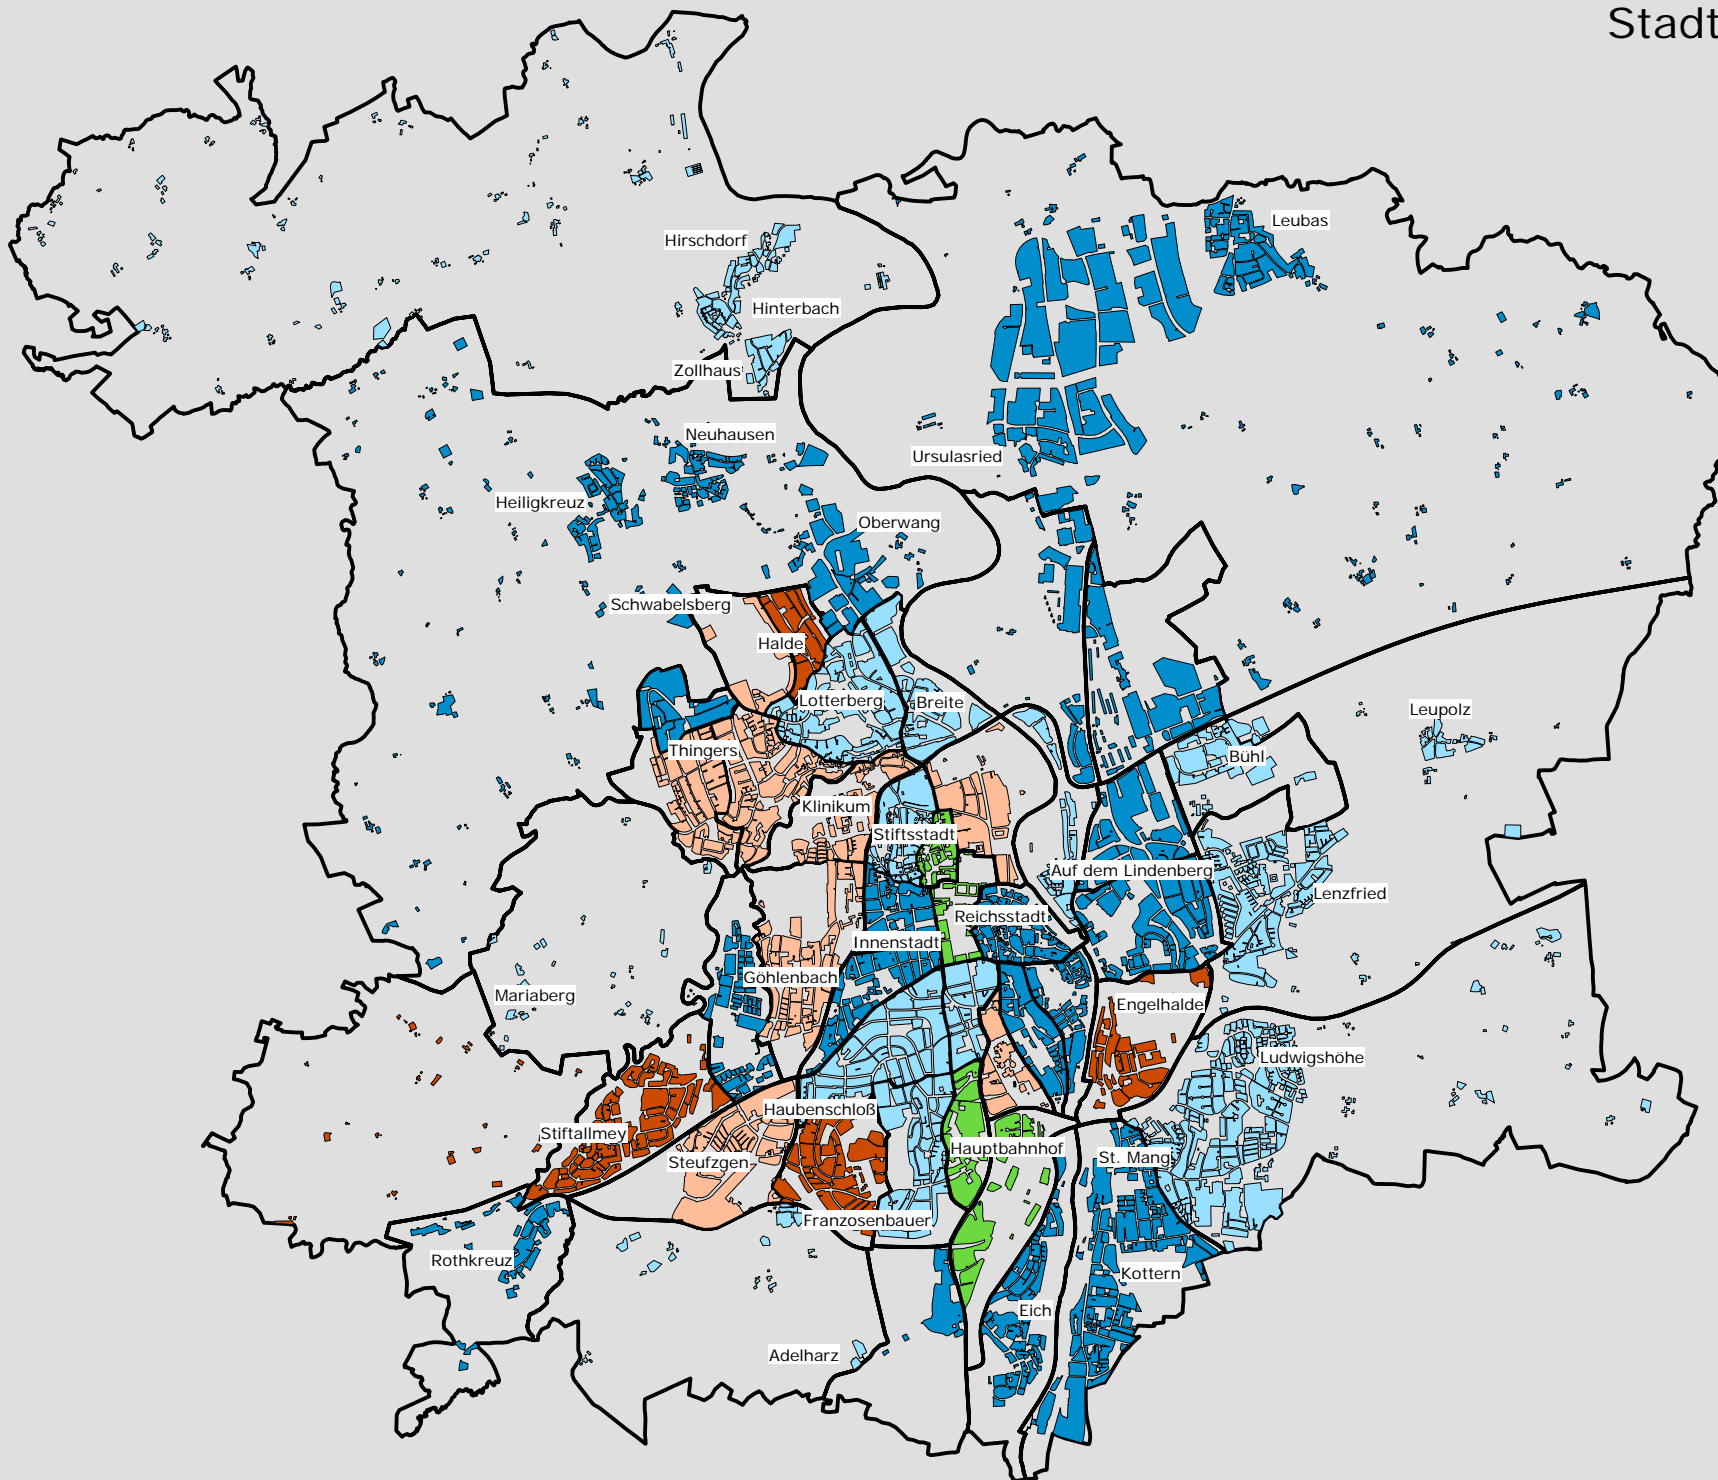 Stadt
Leubas
Hirschdorf
Hinterbach
Zollhaus
Neuhausen
Ursulasried
Heiligkreuz
Oberwang
Schwabelsberg
Halde
Lotterberg
Breite
Leupolz
Thingers
Bühl
Klinikum
Stiftsstadt
Auf dem Lindenberg
Lenzfried
Reichsstadt
Innenstadt
Göhlenbach
Mariaberg
Engelhalde
Ludwigshöhe
Haubenschloß
Stiftallmey
Hauptbahnhof
St. Mang
Steufzgen
Franzosenbauer
Rothkreuz
Kottern
Eich
Adelharz